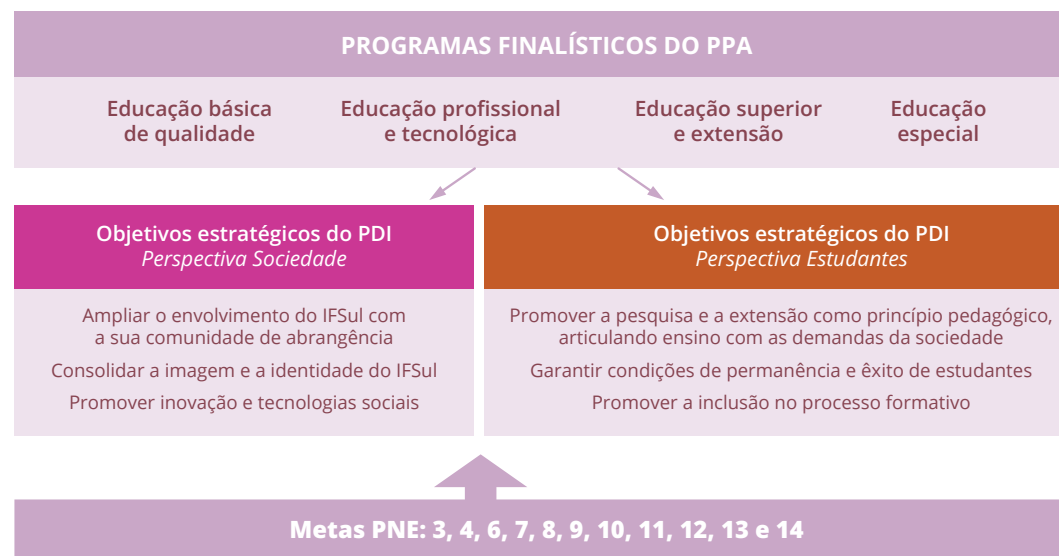 PROGRAMAS FINALÍSTICOS DO PPA
Educação básica
de qualidade
Educação profissional
e tecnológica
Educação superior
e extensão
Educação
especial
Objetivos estratégicos do PDI
Perspectiva Sociedade
Ampliar o envolvimento do IFSul com
a sua comunidade de abrangência
Consolidar a imagem e a identidade do IFSul
Promover inovação e tecnologias sociais
Objetivos estratégicos do PDI
Perspectiva Estudantes
Promover a pesquisa e a extensão como princípio pedagógico,
articulando ensino com as demandas da sociedade
Garantir condições de permanência e êxito de estudantes
Promover a inclusão no processo formativo
Metas PNE: 3, 4, 6, 7, 8, 9, 10, 11, 12, 13 e 14